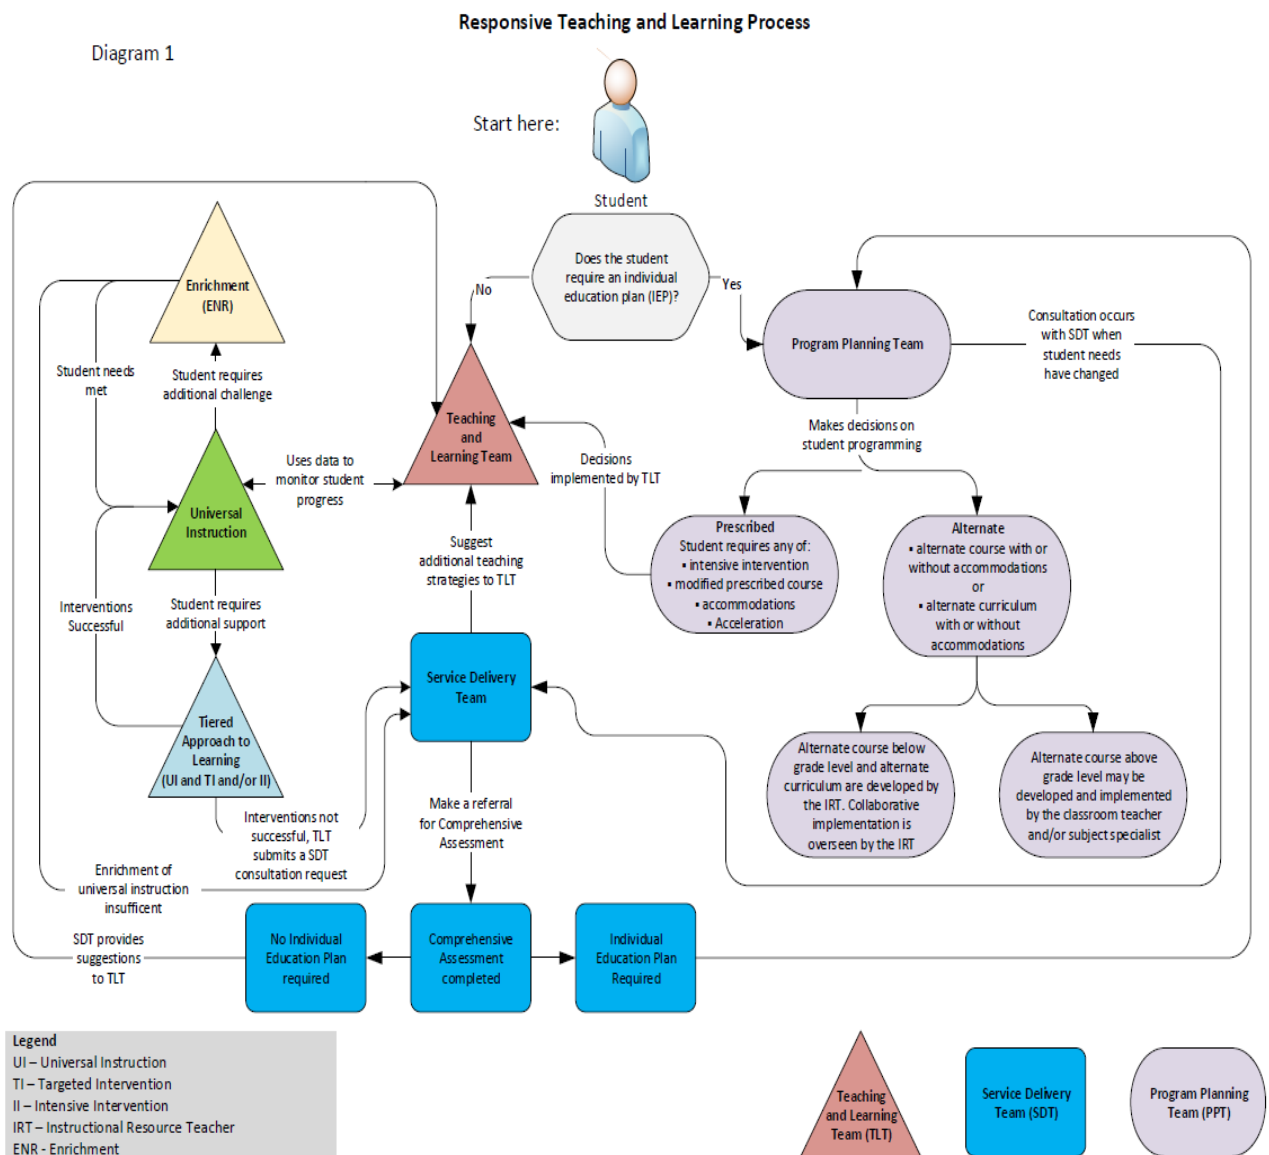 Responsive Teaching and Learning Process
Diagram 1
Start here:
Student
Does the student
require an individual
education plan (IEP)?
No
Yes
Enrichment
(ENR)
Program Planning Team
Consultation occurs
with SDT when
student needs
have changed
Student needs
met
Student requires
additional challenge
Teaching
and
Learning Team
Makes decisions on
student programming
Uses data to
monitor student
progress
Decisions
implemented by TLT
Universal
Instruction
Suggest
additional teaching
strategies to TLT
Prescribed
Student requires any of:
▪ intensive intervention
▪ modified prescribed course
▪ accommodations
▪ Acceleration
Alternate
▪ alternate course with or
without accommodations
or
▪ alternate curriculum
with or without
accommodations
Interventions
Successful
Student requires
additional support
Service Delivery
Team
Tiered
Approach to
Learning
(UI and TI and/or II)
Alternate course below
grade level and alternate
curriculum are developed by
the IRT. Collaborative
implementation is
overseen by the IRT
Alternate course above
grade level may be
developed and implemented
by the classroom teacher
and/or subject specialist
Interventions not
successful, TLT
submits a SDT
consultation request
Make a referral
for Comprehensive
Assessment
Enrichment of
universal instruction
insufficent
SDT provides
suggestions
to TLT
No Individual
Education Plan
required
Comprehensive
Assessment
completed
Individual
Education Plan
Required
Legend
UI – Universal Instruction
TI – Targeted Intervention
II – Intensive Intervention
IRT – Instructional Resource Teacher
ENR - Enrichment
Teaching
and Learning
Team (TLT)
Service Delivery
Team (SDT)
Program Planning
Team (PPT)